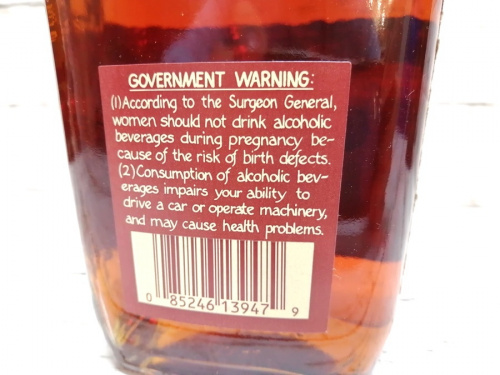 GOVERNMENT WARNING:
(1) According to the Surgeon General,
women should not drink alcoholic
beverages during pregnancy be-
cause of the risk of birth defects.
(2) Consumption of alcoholic bev-
erages impairs your ability to
drive a car or operate machinery,
and may cause health problems.
0 85246 13947 9